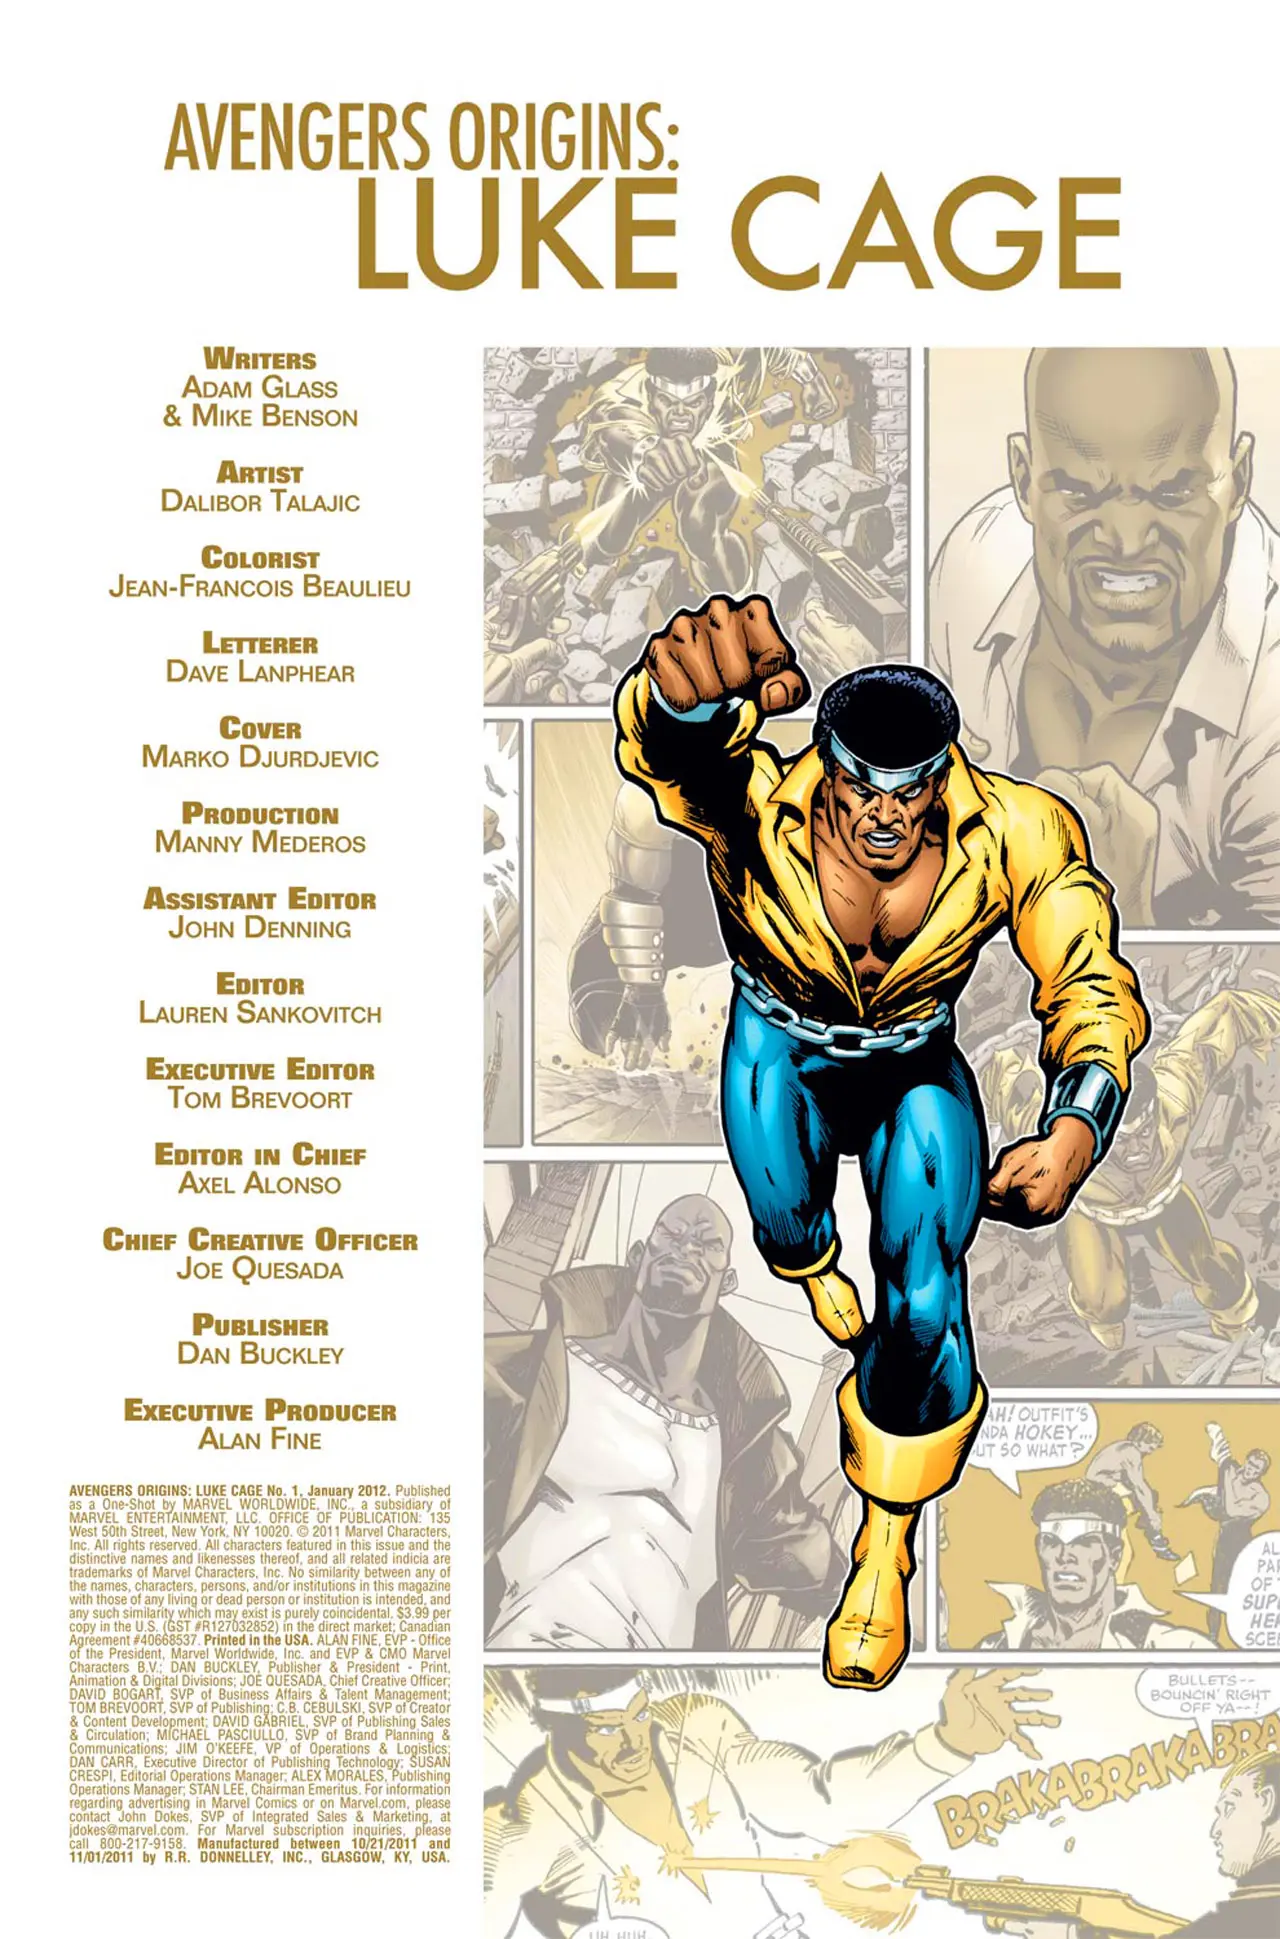 AVENGERS ORIGINS:
LUKE CAGE
WRITERS
ADAM GLASS
& MIKE BENSON
ARTIST
DALIBOR TALAJIC
COLORIST
JEAN-FRANCOIS BEAULIEU
LETTERER
DAVE LANPHEAR
COVER
MARKO DJURDJEVIC
PRODUCTION
MANNY MEDEROS
ASSISTANT EDITOR
JOHN DENNING
EDITOR
LAUREN SANKOVITCH
EXECUTIVE EDITOR
TOM BREVOORT
EDITOR IN CHIEF
AXEL ALONSO
CHIEF CREATIVE OFFICER
JOE QUESADA
PUBLISHER
DAN BUCKLEY
EXECUTIVE PRODUCER
ALAN FINE
AVENGERS ORIGINS: LUKE CAGE No. 1, January 2012. Published
as a One-Shot by MARVEL WORLDWIDE, INC., a subsidiary of
MARVEL ENTERTAINMENT, LLC. OFFICE OF PUBLICATION: 135
West 50th Street, New York, NY 10020. © 2011 Marvel Characters,
Inc. All rights reserved. All characters featured in this issue and the
distinctive names and likenesses thereof, and all related indicia are
trademarks of Marvel Characters, Inc. No similarity between any of
the names, characters, persons, and/or institutions in this magazine
with those of any living or dead person or institution is intended, and
any such similarity which may exist is purely coincidental. $3.99 per
copy in the U.S. (GST #R127032852) in the direct market; Canadian
Agreement #40668537. Printed in the USA. ALAN FINE, EVP - Office
of the President, Marvel Worldwide, Inc. and EVP & CMO Marvel
Characters B.V.; DAN BUCKLEY, Publisher & President - Print,
Animation & Digital Divisions; JOE QUESADA, Chief Creative Officer;
DAVID BOGART, SVP of Business Affairs & Talent Management;
TOM BREVOORT, SVP of Publishing; C.B. CEBULSKI, SVP of Creator
& Content Development; DAVID GABRIEL, SVP of Publishing Sales
& Circulation; MICHAEL PASCIULLO, SVP of Brand Planning &
Communications; JIM O'KEEFE, VP of Operations & Logistics;
DAN CARR, Executive Director of Publishing Technology; SUSAN
CRESPI, Editorial Operations Manager; ALEX MORALES, Publishing
Operations Manager; STAN LEE, Chairman Emeritus. For information
regarding advertising in Marvel Comics or on Marvel.com, please
contact John Dokes, SVP of Integrated Sales & Marketing, at
jdokes@marvel.com. For Marvel subscription inquiries, please
call 800-217-9158. Manufactured between 10/21/2011 and
11/01/2011 by R.R. DONNELLEY, INC., GLASGOW, KY, USA.
AH! OUTFIT'S
NDA HOKEY...
UT SO WHAT?
AL
PAR
OF
SUP
HER
SCE
BULLETS--
BOUNCIN' RIGHT
OFF YA--!
BRAKABRAKABRA
UH HUH